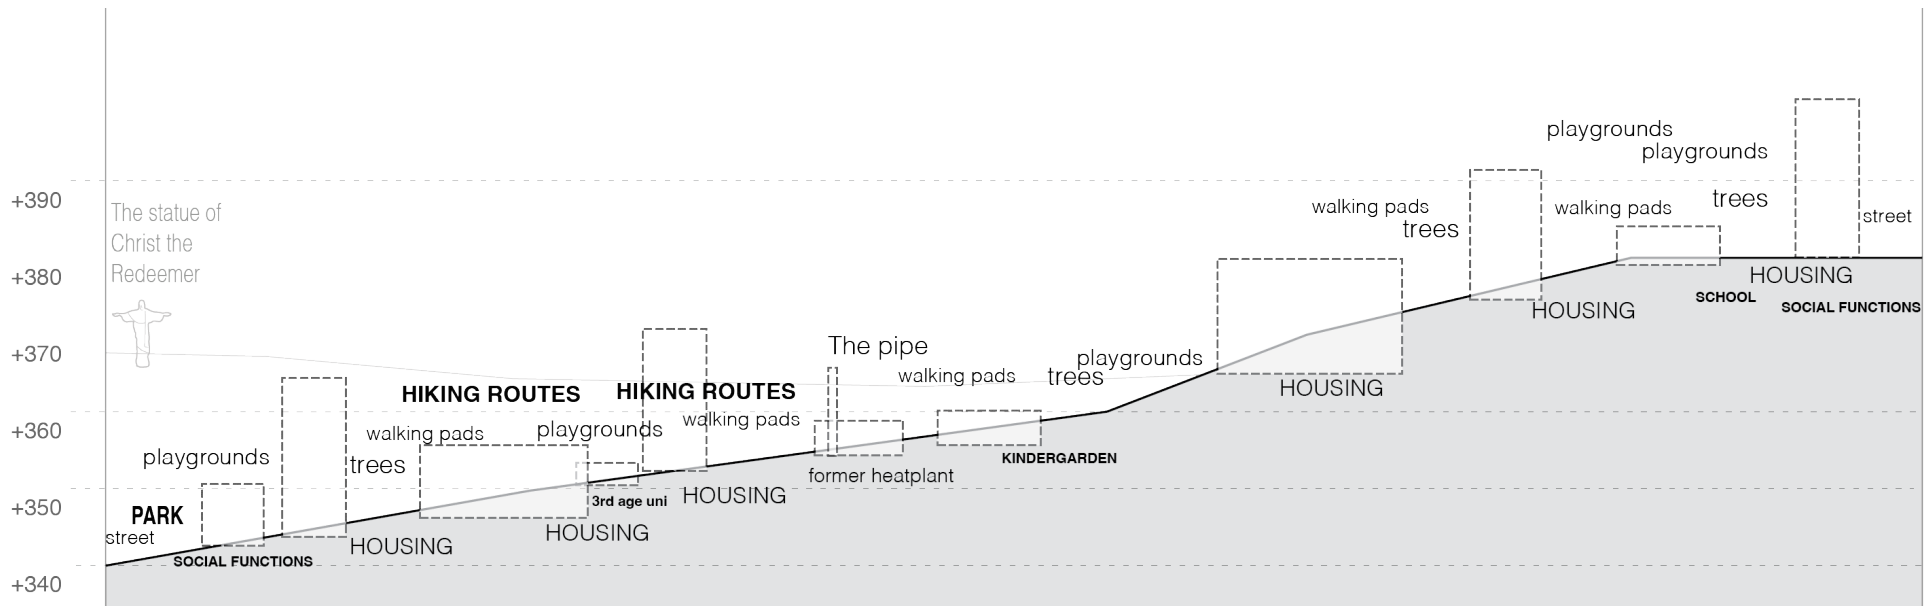 playgrounds
playgrounds
+390
The statue of
Christ the
Redeemer
walking pads
trees
walking pads
trees
street
+380
HOUSING
SCHOOL
SOCIAL FUNCTIONS
HOUSING
+370
The pipe
playgrounds
walking pads
trees
HOUSING
HIKING ROUTES
HIKING ROUTES
+360
walking pads
playgrounds
walking pads
playgrounds
trees
KINDERGARDEN
former heatplant
+350
3rd age uni
HOUSING
PARK
street
HOUSING
HOUSING
SOCIAL FUNCTIONS
+340